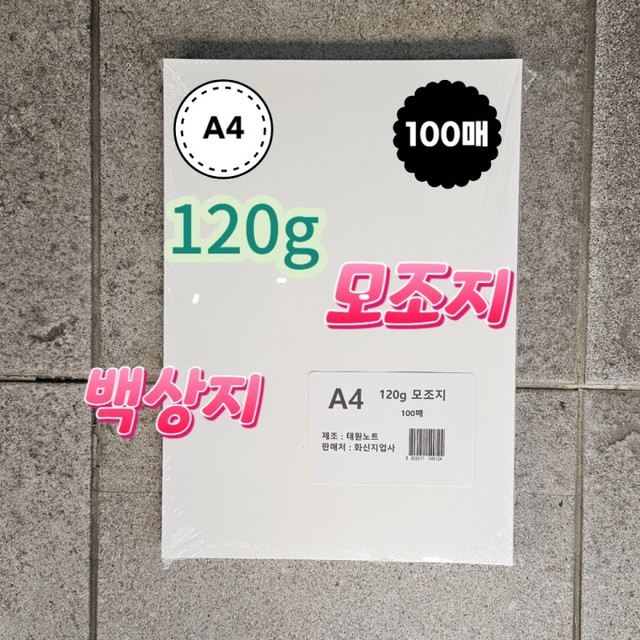 A4
100매
120g
모조지
백상지
A4 120g 모조지
100매
제조 : 태원노트
판매처 : 화신지업사